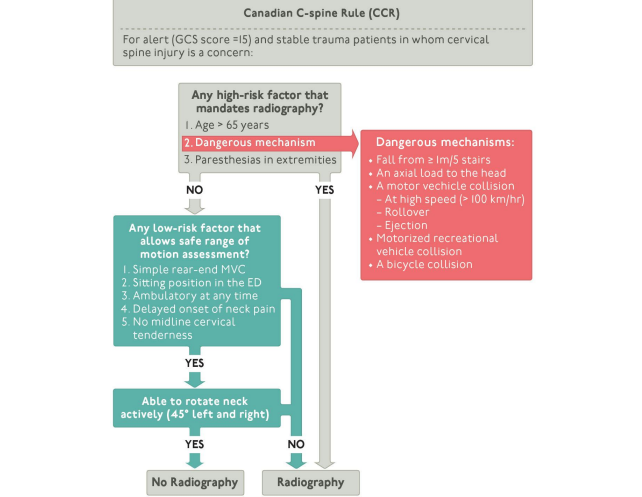 Canadian C-spine Rule (CCR)
For alert (GCS score =15) and stable trauma patients in whom cervical
spine injury is a concern:
Any high-risk factor that
mandates radiography?
1. Age > 65 years
2. Dangerous mechanism
3. Paresthesias in extremities
Dangerous mechanisms:
• Fall from ≥ 1m/5 stairs
• An axial load to the head
• A motor vechicle collision
– At high speed (> 100 km/hr)
– Rollover
– Ejection
• Motorized recreational
vehicle collision
• A bicycle collision
NO
YES
Any low-risk factor that
allows safe range of
motion assessment?
1. Simple rear-end MVC
2. Sitting position in the ED
3. Ambulatory at any time
4. Delayed onset of neck pain
5. No midline cervical
tenderness
YES
Able to rotate neck
actively (45° left and right)
YES
NO
No Radiography
Radiography